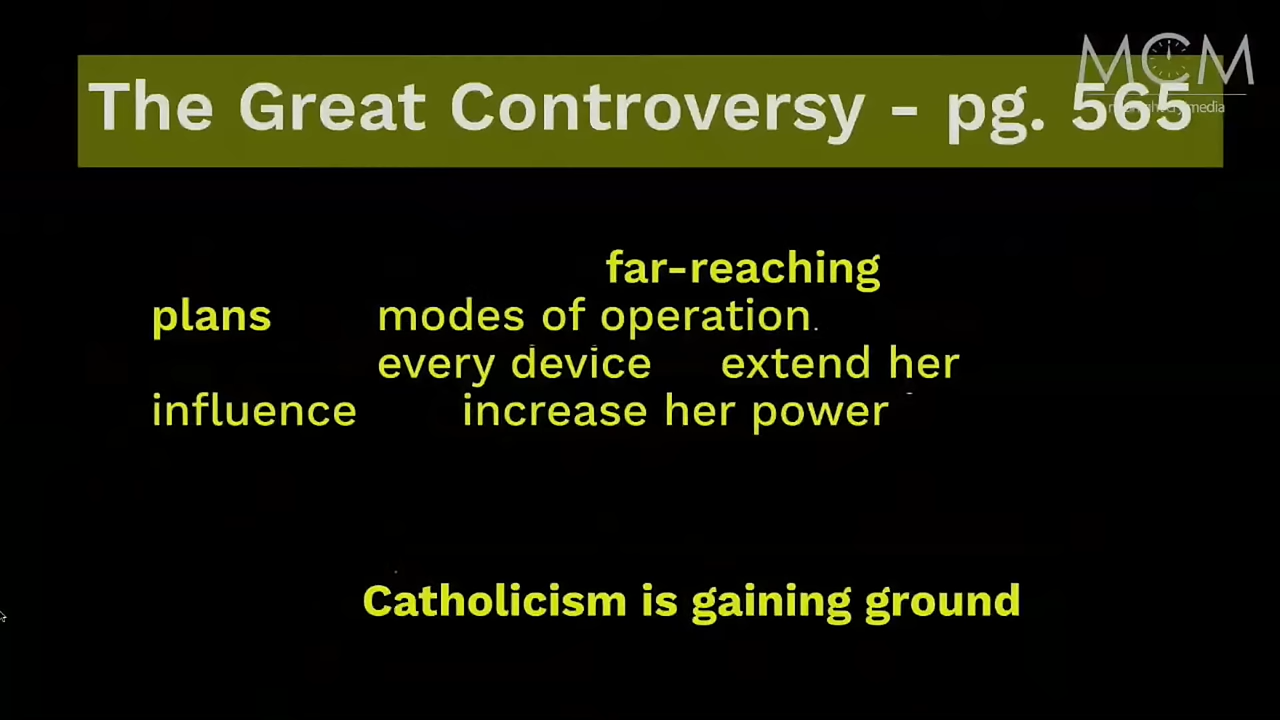 MCM
The Great Controversy - pg. 565
media
far-reaching
plans modes of operation.
every device extend her
influence increase her power
Catholicism is gaining ground